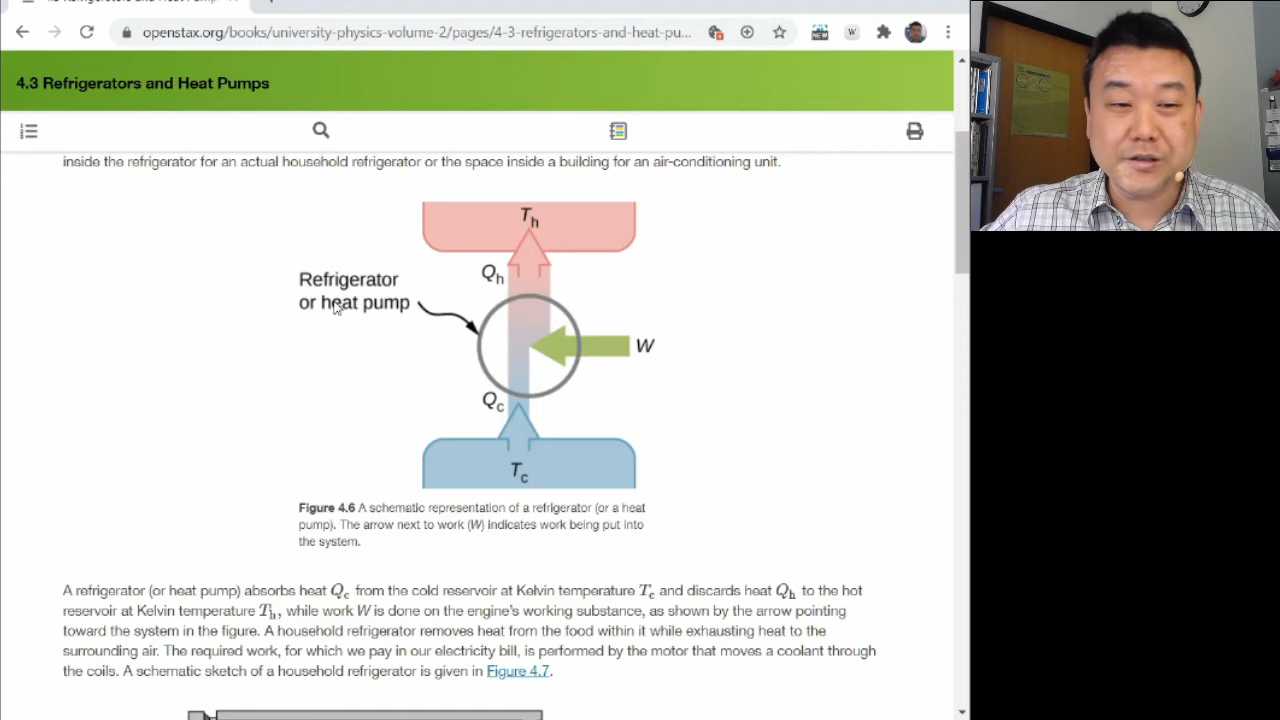 openstax.org/books/university-physics-volume-2/pages/4-3-refrigerators-and-heat-pu...
NEW
W
4.3 Refrigerators and Heat Pumps
inside the refrigerator for an actual household refrigerator or the space inside a building for an air-conditioning unit.
Th
Qh
Refrigerator
or heat pump
W
Qc
Tc
Figure 4.6 A schematic representation of a refrigerator (or a heat
pump). The arrow next to work (W) indicates work being put into
the system.
A refrigerator (or heat pump) absorbs heat Qc from the cold reservoir at Kelvin temperature Tc and discards heat Qh to the hot
reservoir at Kelvin temperature Th, while work W is done on the engine's working substance, as shown by the arrow pointing
toward the system in the figure. A household refrigerator removes heat from the food within it while exhausting heat to the
surrounding air. The required work, for which we pay in our electricity bill, is performed by the motor that moves a coolant through
the coils. A schematic sketch of a household refrigerator is given in Figure 4.7.